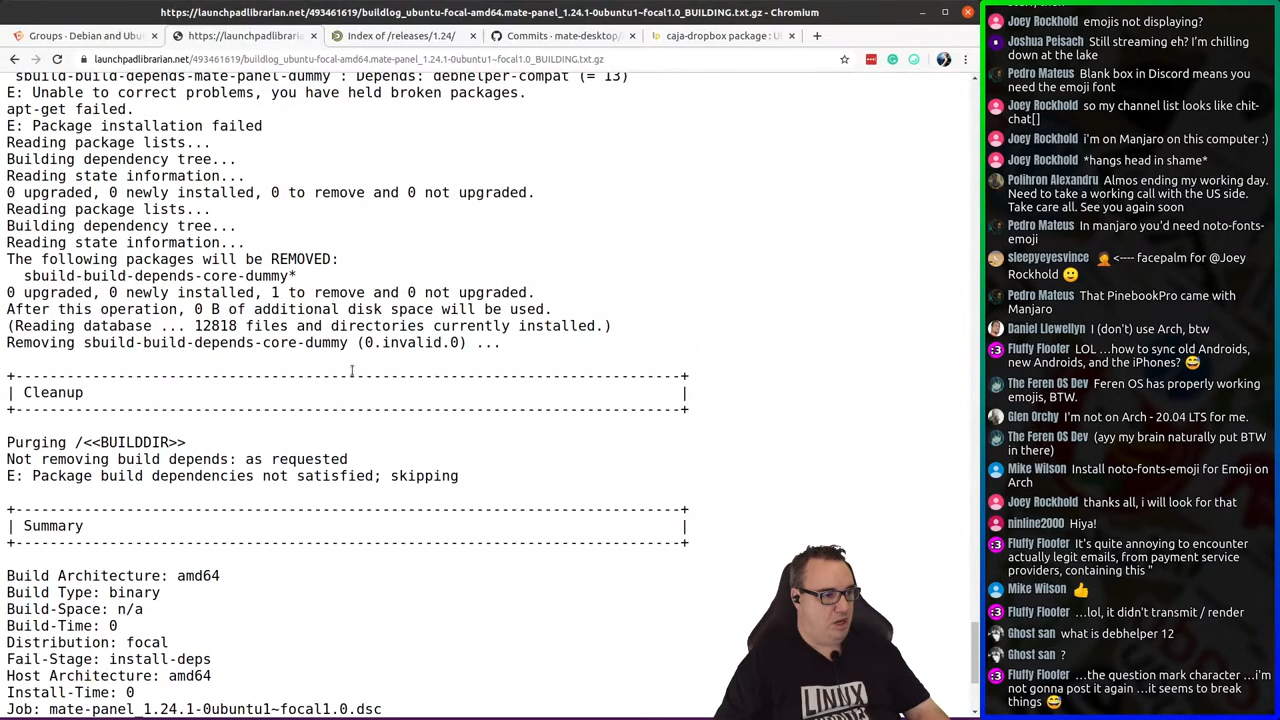 https://launchpadlibrarian.net/493461619/buildlog_ubuntu-focal-amd64.mate-panel_1.24.1-0ubuntu1~focal1.0_BUILDING.txt.gz - Chromium
Groups - Debian and Ubu
https://launchpadlibraria
Index of /releases/1.24/
Commits · mate-desktop/
caja-dropbox package : U
launchpadlibrarian.net/493461619/buildlog_ubuntu-focal-amd64.mate-panel_1.24.1-0ubuntu1~focal1.0_BUILDING.txt.gz
sbuild-build-depends-mate-panel-dummy : Depends: debhelper-compat (= 13)
E: Unable to correct problems, you have held broken packages.
apt-get failed.
E: Package installation failed
Reading package lists...
Building dependency tree...
Reading state information...
0 upgraded, 0 newly installed, 0 to remove and 0 not upgraded.
Reading package lists...
Building dependency tree...
Reading state information...
The following packages will be REMOVED:
sbuild-build-depends-core-dummy*
0 upgraded, 0 newly installed, 1 to remove and 0 not upgraded.
After this operation, 0 B of additional disk space will be used.
(Reading database ... 12818 files and directories currently installed.)
Removing sbuild-build-depends-core-dummy (0.invalid.0) ...
+------------------------------------------------------------------------------+
| Cleanup |
+------------------------------------------------------------------------------+
Purging /<<BUILDDIR>>
Not removing build depends: as requested
E: Package build dependencies not satisfied; skipping
+------------------------------------------------------------------------------+
| Summary |
+------------------------------------------------------------------------------+
Build Architecture: amd64
Build Type: binary
Build-Space: n/a
Build-Time: 0
Distribution: focal
Fail-Stage: install-deps
Host Architecture: amd64
Install-Time: 0
Job: mate-panel_1.24.1-0ubuntu1~focal1.0.dsc
LINUX
Joey Rockhold emojis not displaying?
Joshua Peisach Still streaming eh? I'm chilling
down at the lake
Pedro Mateus Blank box in Discord means you
need the emoji font
Joey Rockhold so my channel list looks like chit-
chat[]
Joey Rockhold i'm on Manjaro on this computer :)
Joey Rockhold *hangs head in shame*
Polihron Alexandru Almos ending my working day.
Need to take a working call with the US side.
Take care all. See you again soon
Pedro Mateus In manjaro you'd need noto-fonts-
emoji
sleepyeyesvince 🤦 <---- facepalm for @Joey
Rockhold 🙂
Pedro Mateus That PinebookPro came with
Manjaro
Daniel Llewellyn I (don't) use Arch, btw
Fluffy Floofer LOL ...how to sync old Androids,
new Androids, and the iPhones? 😅
The Feren OS Dev Feren OS has properly working
emojis, BTW.
Glen Orchy I'm not on Arch - 20.04 LTS for me.
The Feren OS Dev (ayy my brain naturally put BTW
in there)
Mike Wilson Install noto-fonts-emoji for Emoji on
Arch
Joey Rockhold thanks all, i will look for that
ninline2000 Hiya!
Fluffy Floofer It's quite annoying to encounter
actually legit emails, from payment service
providers, containing this "
Mike Wilson 👍
Fluffy Floofer ...lol, it didn't transmit / render
Ghost san what is debhelper 12
Ghost san ?
Fluffy Floofer ...the question mark character ...i'm
not gonna post it again ...it seems to break
things 😅